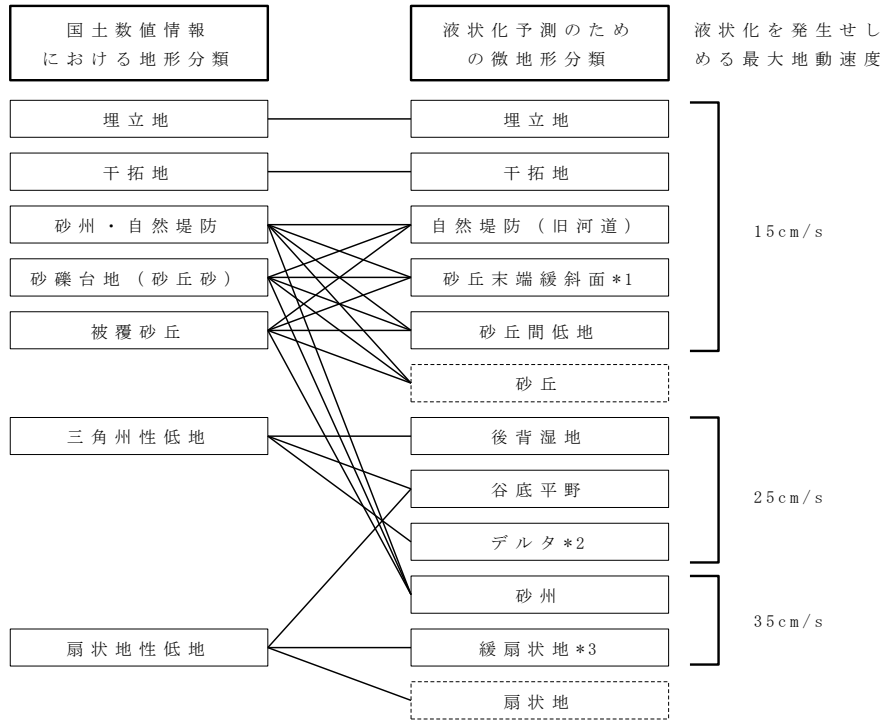 国土数値情報
における地形分類
液状化予測のため
の微地形分類
液状化を発生せし
める最大地動速度
埋立地
埋立地
干拓地
干拓地
砂州・自然堤防
自然堤防（旧河道）
15cm/s
砂礫台地（砂丘砂）
砂丘末端緩斜面*1
被覆砂丘
砂丘間低地
砂丘
三角州性低地
後背湿地
谷底平野
25cm/s
デルタ*2
砂州
35cm/s
扇状地性低地
緩扇状地*3
扇状地